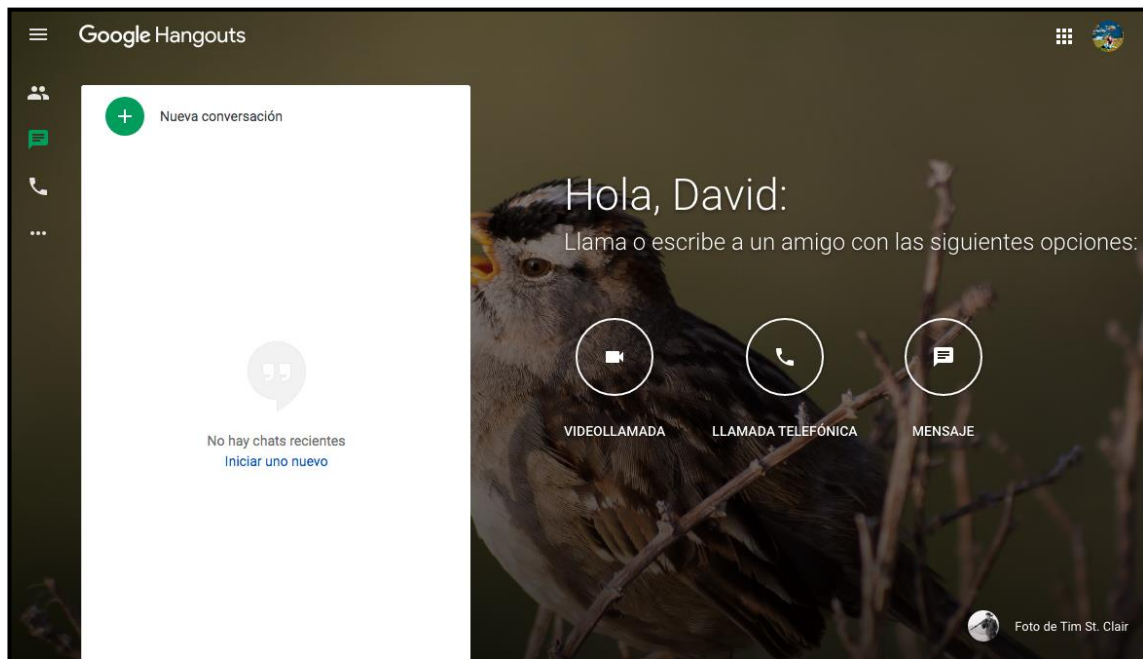 Google Hangouts
Nueva conversación
No hay chats recientes
Iniciar uno nuevo
Hola, David:
Llama o escribe a un amigo con las siguientes opciones:
VIDEOLLAMADA
LLAMADA TELEFÓNICA
MENSAJE
Foto de Tim St. Clair